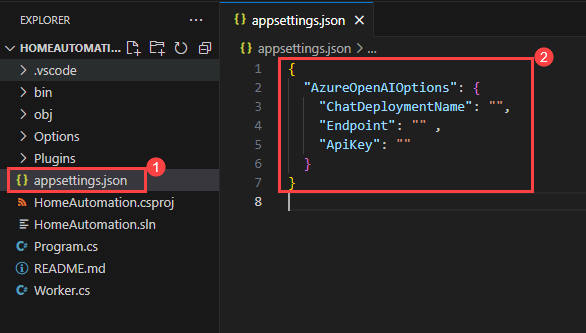 EXPLORER
HOMEAUTOMATI...
.vscode
bin
obj
Options
Plugins
{} appsettings.json
1
HomeAutomation.csproj
HomeAutomation.sln
C# Program.cs
README.md
C# Worker.cs
{} appsettings.json ×
{} appsettings.json > ...
2
1 {
2 "AzureOpenAIOptions": {
3 "ChatDeploymentName": "",
4 "Endpoint": "" ,
5 "ApiKey": ""
6 }
7 }
8